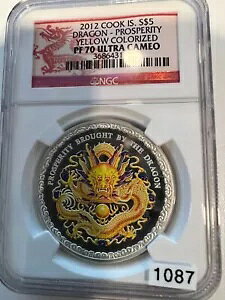 2012 COOK IS. S$5
DRAGON - PROSPERITY
YELLOW COLORIZED
PF 70 ULTRA CAMEO
3686431
NGC
PROSPERITY BROUGHT BY THE DRAGON
1087